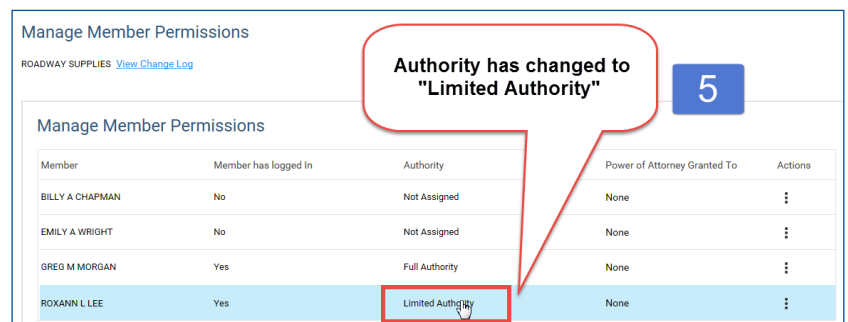 Manage Member Permissions
ROADWAY SUPPLIES View Change Log
Authority has changed to
"Limited Authority"
5
Manage Member Permissions
Member Member has logged In Authority Power of Attorney Granted To Actions
BILLY A CHAPMAN No Not Assigned None
EMILY A WRIGHT No Not Assigned None
GREG M MORGAN Yes Full Authority None
ROXANN L LEE Yes Limited Authority None